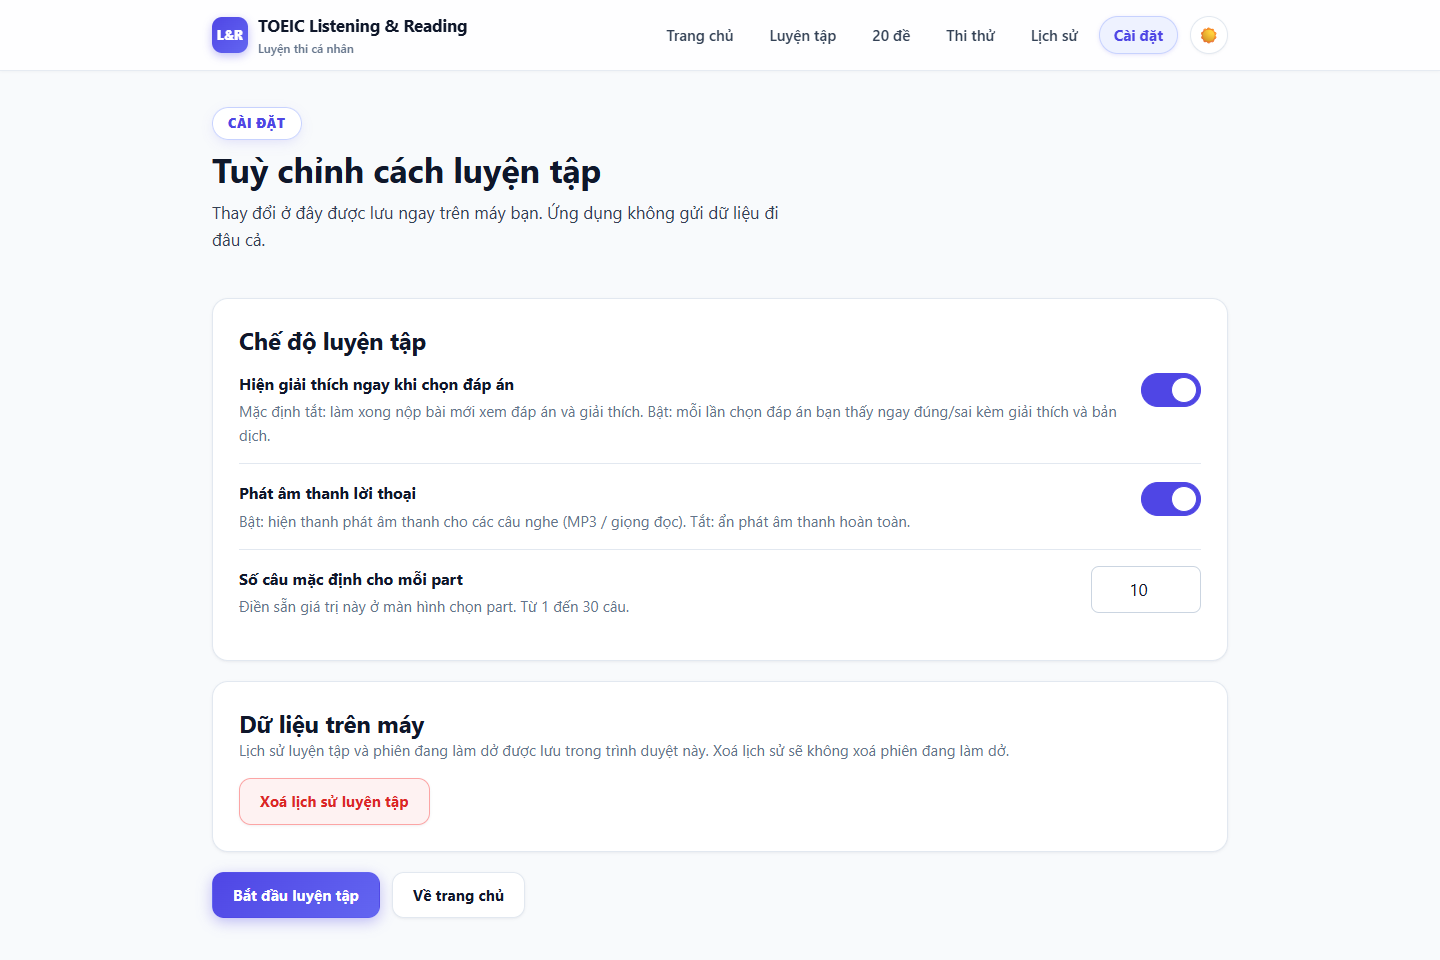 L&R
TOEIC Listening & Reading
Luyện thi cá nhân
Trang chủ
Luyện tập
20 đề
Thi thử
Lịch sử
Cài đặt
CÀI ĐẶT
Tuỳ chỉnh cách luyện tập
Thay đổi ở đây được lưu ngay trên máy bạn. Ứng dụng không gửi dữ liệu đi
đâu cả.
Chế độ luyện tập
Hiện giải thích ngay khi chọn đáp án
Mặc định tắt: làm xong nộp bài mới xem đáp án và giải thích. Bật: mỗi lần chọn đáp án bạn thấy ngay đúng/sai kèm giải thích và bản
dịch.
Phát âm thanh lời thoại
Bật: hiện thanh phát âm thanh cho các câu nghe (MP3 / giọng đọc). Tắt: ẩn phát âm thanh hoàn toàn.
Số câu mặc định cho mỗi part
Điền sẵn giá trị này ở màn hình chọn part. Từ 1 đến 30 câu.
10
Dữ liệu trên máy
Lịch sử luyện tập và phiên đang làm dở được lưu trong trình duyệt này. Xoá lịch sử sẽ không xoá phiên đang làm dở.
Xoá lịch sử luyện tập
Bắt đầu luyện tập
Về trang chủ